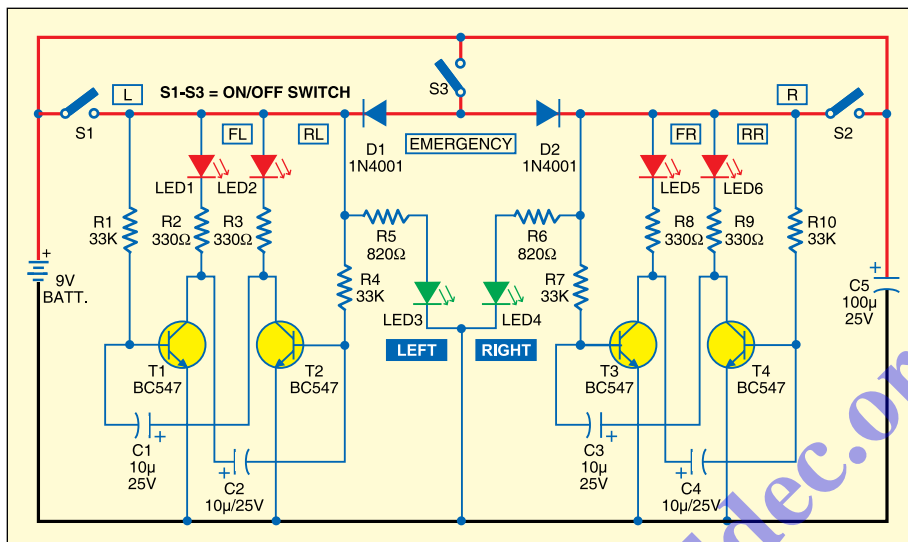 S3
L
S1-S3 = ON/OFF SWITCH
R
S1
FL
RL
EMERGENCY
FR
RR
S2
D1
1N4001
D2
1N4001
LED1
LED2
LED5
LED6
R1
33K
R2
330Ω
R3
330Ω
R5
820Ω
R6
820Ω
R8
330Ω
R9
330Ω
R10
33K
R4
33K
R7
33K
+
9V
BATT.
LED3
LED4
+
C5
100µ
25V
LEFT
RIGHT
T1
BC547
T2
BC547
T3
BC547
T4
BC547
+
C1
10µ
25V
+
C2
10µ/25V
+
C3
10µ
25V
+
C4
10µ/25V